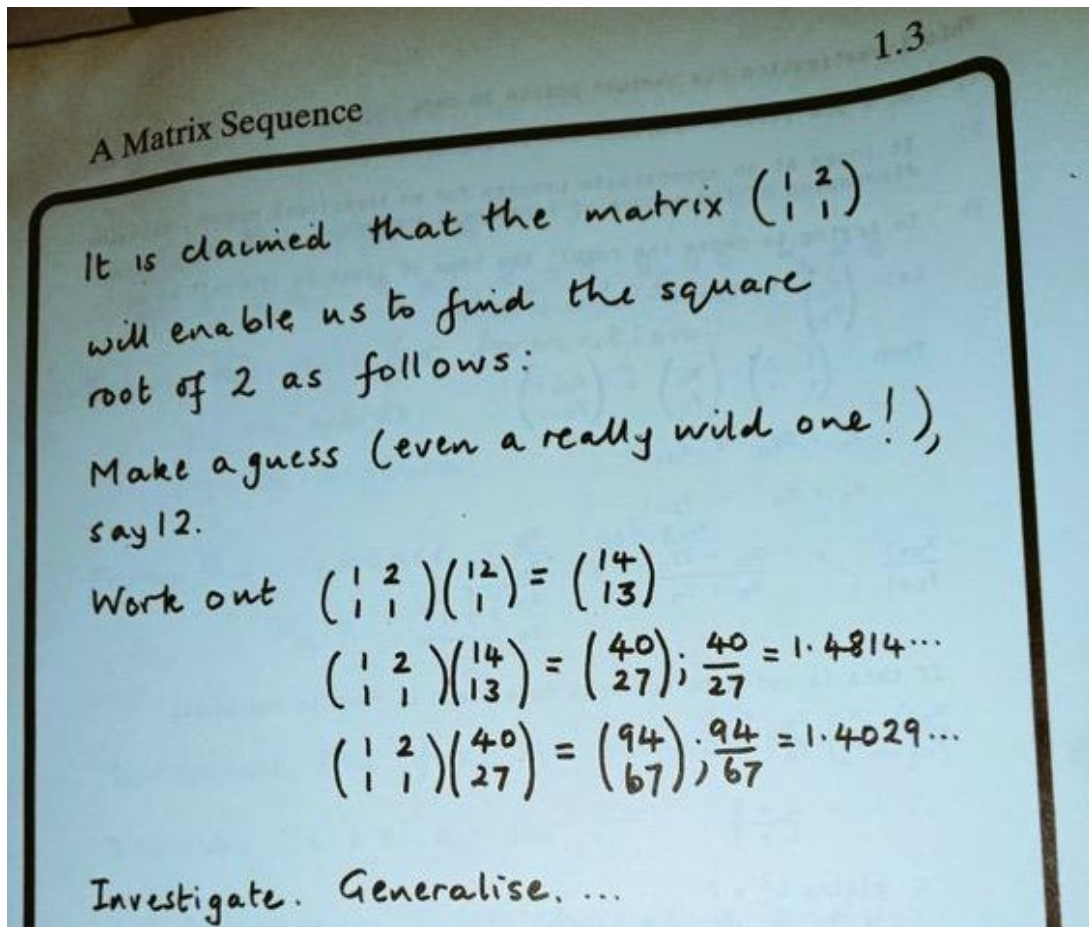 1.3
A Matrix Sequence
It is claimed that the matrix (1 2
1 1)
will enable us to find the square
root of 2 as follows:
Make a guess (even a really wild one!),
say 12.
Work out (1 2
1 1)(12
1) = (14
13)
(1 2
1 1)(14
13) = (40
27); 40/27 = 1.4814...
(1 2
1 1)(40
27) = (94
67); 94/67 = 1.4029...
Investigate. Generalise. ...